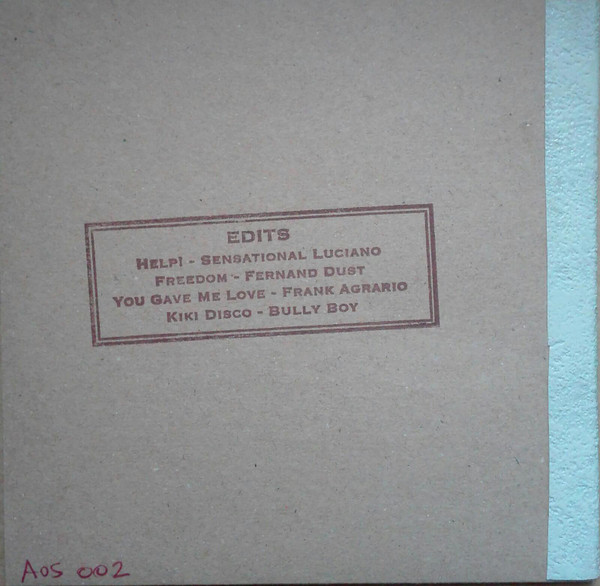 EDITS
HELP! - SENSATIONAL LUCIANO
FREEDOM - FERNAND DUST
YOU GAVE ME LOVE - FRANK AGRARIO
KIKI DISCO - BULLY BOY
AOS 002